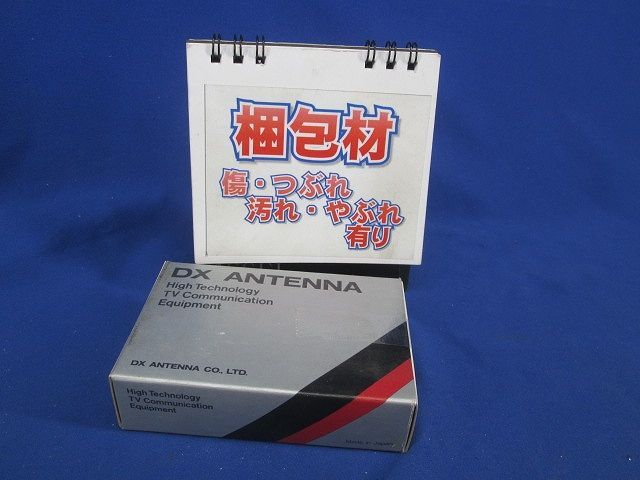 梱包材
傷・つぶれ
汚れ・やぶれ
有り
DX ANTENNA
High Technology
TV Communication
Equipment
DX ANTENNA CO., LTD.
High Technology
TV Communication
Equipment
Made in Japan